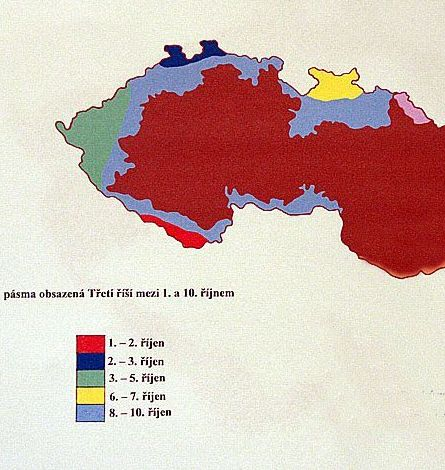 pásma obsazená Třetí říší mezi 1. a 10. říjnem
1. – 2. říjen
2. – 3. říjen
3. – 5. říjen
6. – 7. říjen
8. – 10. říjen